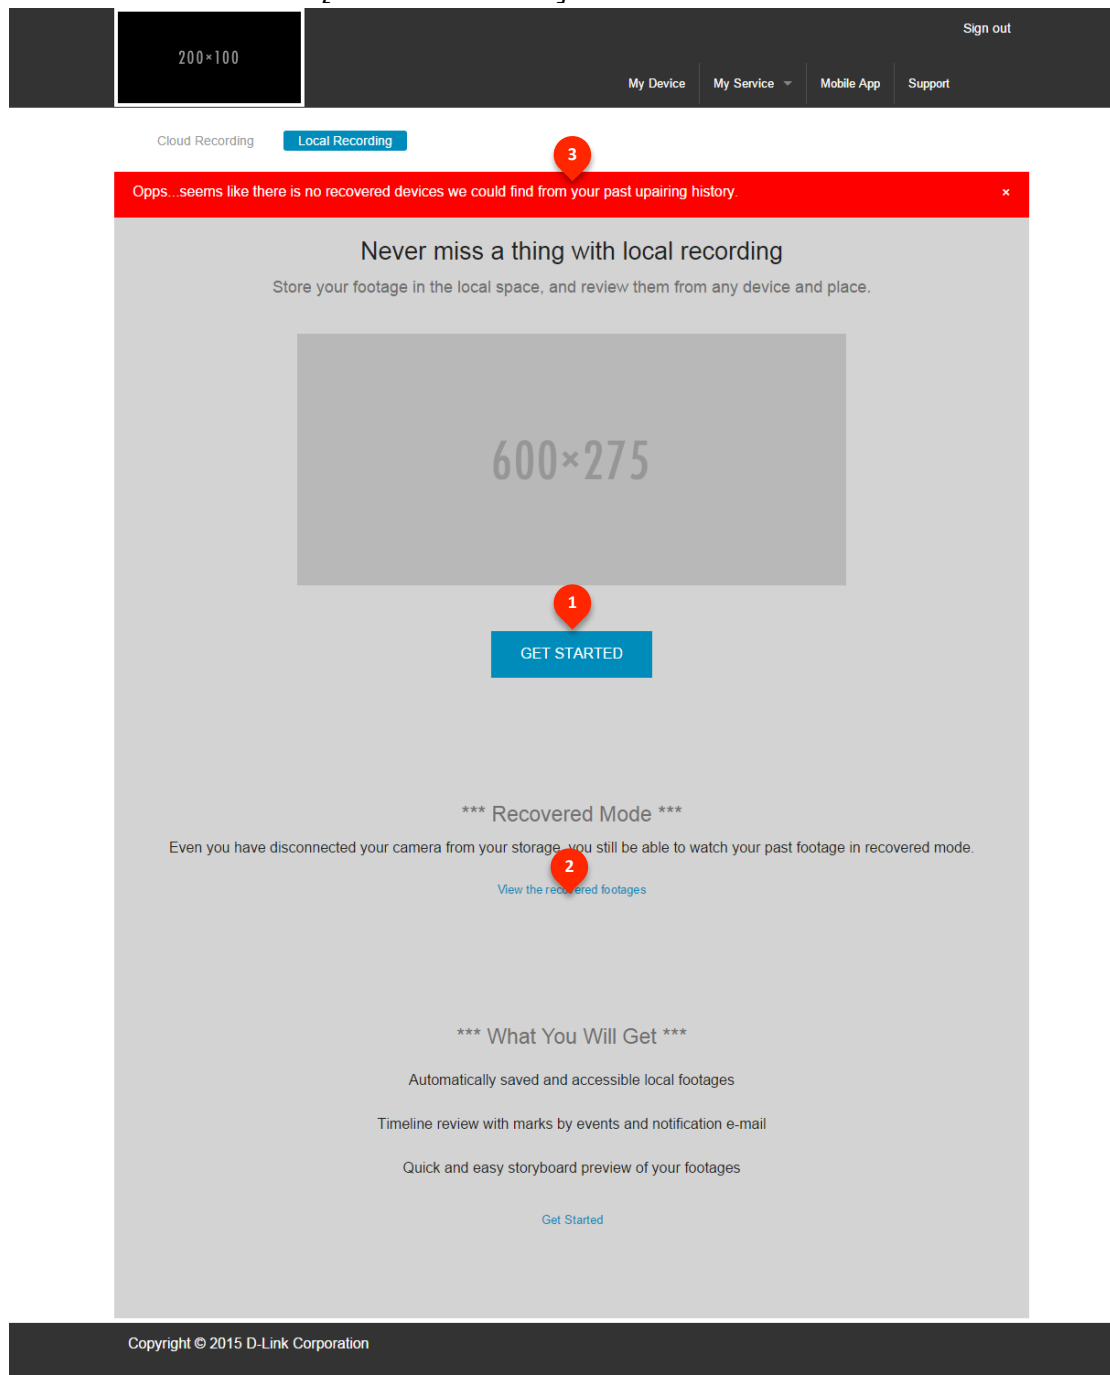 Sign out
200×100
My Device My Service Mobile App Support
Cloud Recording Local Recording
3
Opps...seems like there is no recovered devices we could find from your past upairing history. ×
Never miss a thing with local recording
Store your footage in the local space, and review them from any device and place.
600×275
1
GET STARTED
*** Recovered Mode ***
Even you have disconnected your camera from your storage, you still be able to watch your past footage in recovered mode.
2
View the recovered footages
*** What You Will Get ***
Automatically saved and accessible local footages
Timeline review with marks by events and notification e-mail
Quick and easy storyboard preview of your footages
Get Started
Copyright © 2015 D-Link Corporation